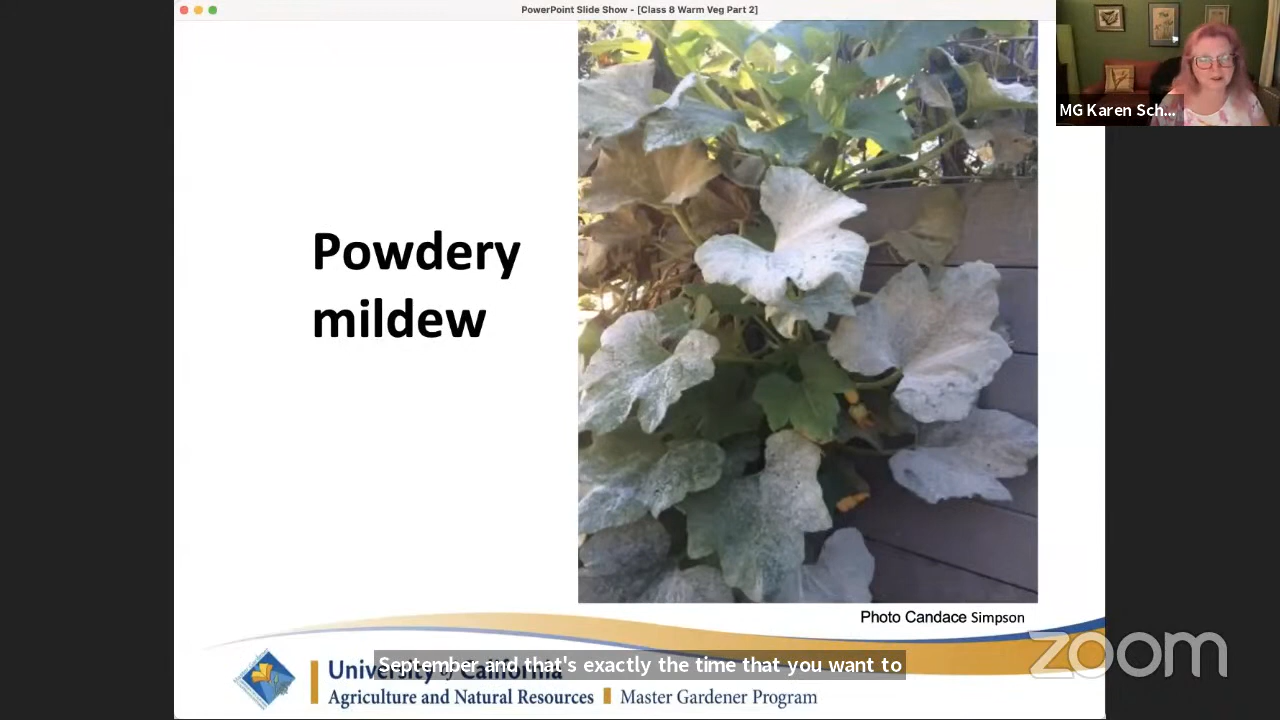 PowerPoint Slide Show - [Class 8 Warm Veg Part 2]
MG Karen Sch...
Powdery
mildew
Photo Candace Simpson
zoom
September and that's exactly the time that you want to
University of California
Agriculture and Natural Resources Master Gardener Program